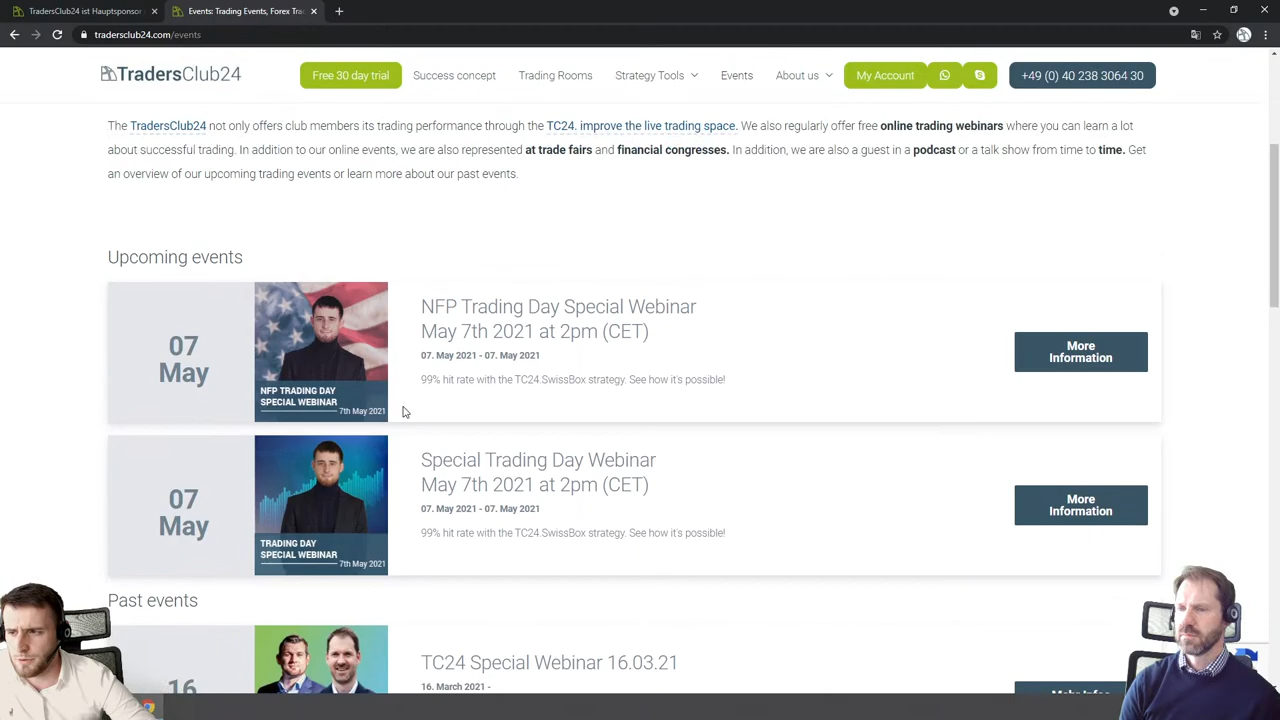 TradersClub24 ist Hauptsponsor
Events: Trading Events, Forex Tra
tradersclub24.com/events
TradersClub24
Free 30 day trial
Success concept
Trading Rooms
Strategy Tools
Events
About us
My Account
+49 (0) 40 238 3064 30
The TradersClub24 not only offers club members its trading performance through the TC24. improve the live trading space. We also regularly offer free online trading webinars where you can learn a lot
about successful trading. In addition to our online events, we are also represented at trade fairs and financial congresses. In addition, we are also a guest in a podcast or a talk show from time to time. Get
an overview of our upcoming trading events or learn more about our past events.
Upcoming events
07
May
NFP TRADING DAY
SPECIAL WEBINAR
7th May 2021
NFP Trading Day Special Webinar
May 7th 2021 at 2pm (CET)
07. May 2021 - 07. May 2021
99% hit rate with the TC24.SwissBox strategy. See how it's possible!
More
Information
07
May
TRADING DAY
SPECIAL WEBINAR
7th May 2021
Special Trading Day Webinar
May 7th 2021 at 2pm (CET)
07. May 2021 - 07. May 2021
99% hit rate with the TC24.SwissBox strategy. See how it's possible!
More
Information
Past events
16
TC24 Special Webinar 16.03.21
16. March 2021 -
Mehr Infos